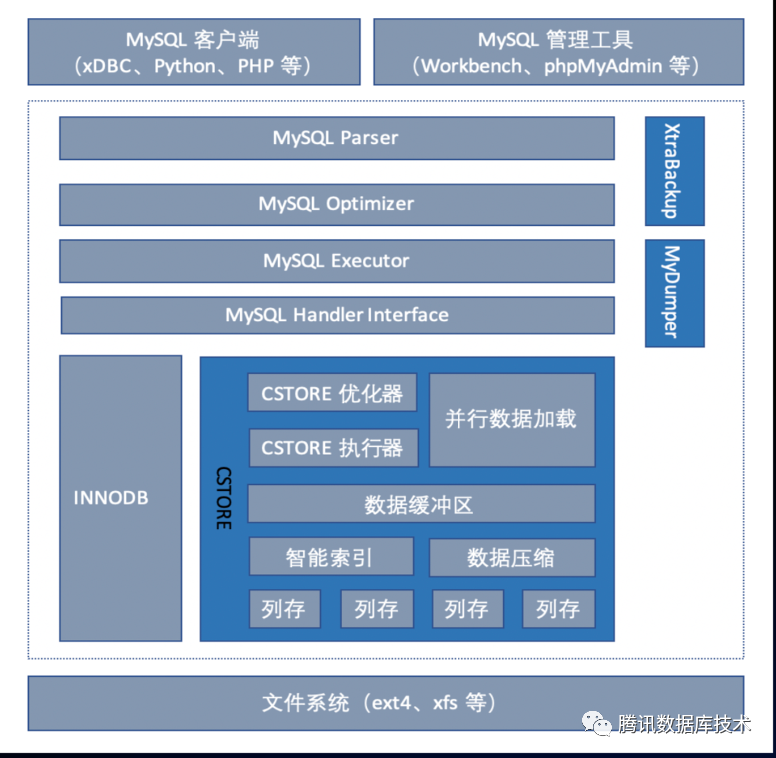 MySQL 客户端
（xDBC、Python、PHP 等）
MySQL 管理工具
（Workbench、phpMyAdmin 等）
MySQL Parser
XtraBackup
MySQL Optimizer
MySQL Executor
MyDumper
MySQL Handler Interface
INNODB
CSTORE
CSTORE 优化器
并行数据加载
CSTORE 执行器
数据缓冲区
智能索引
数据压缩
列存
列存
列存
列存
文件系统（ext4、xfs 等）
腾讯数据库技术